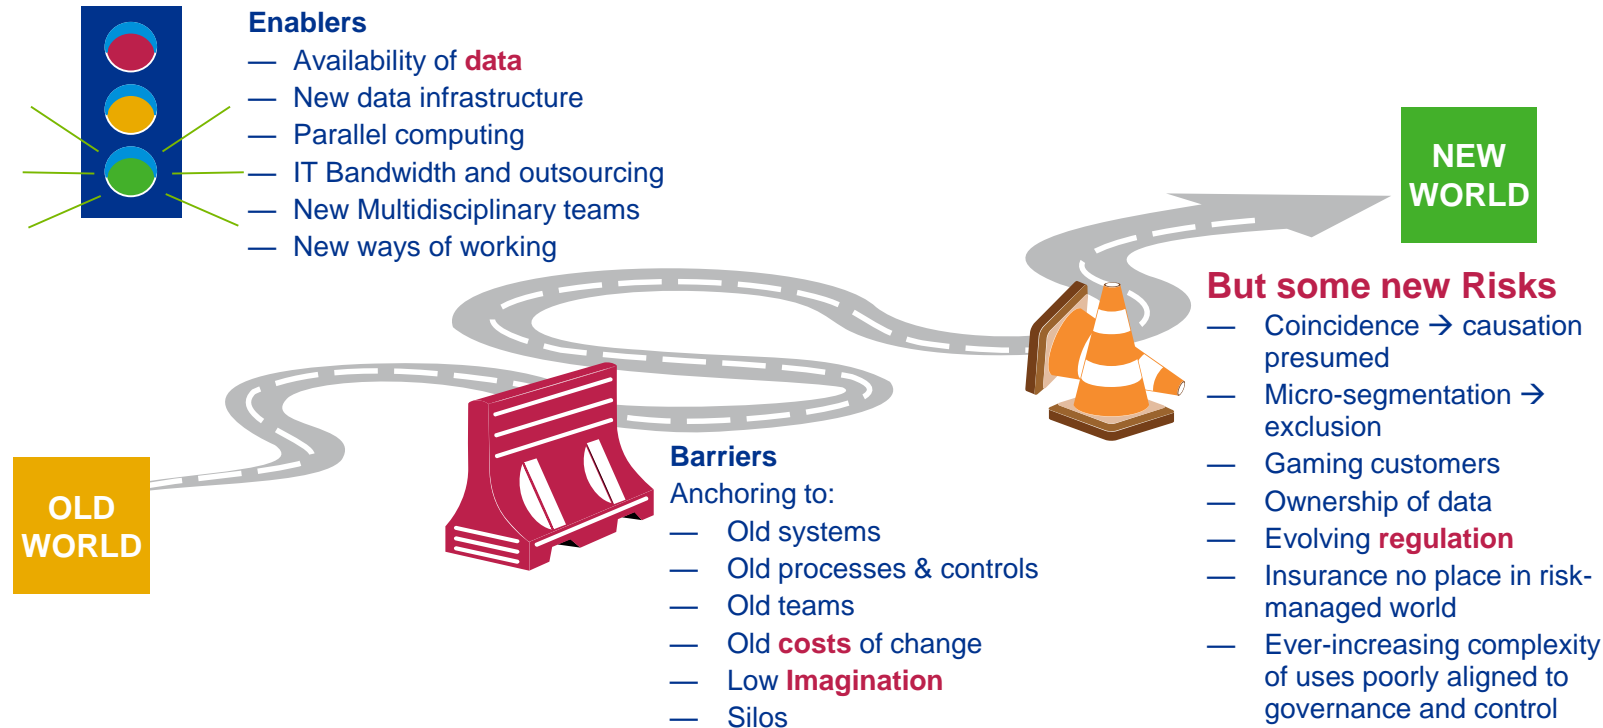 Enablers
— Availability of data
— New data infrastructure
— Parallel computing
— IT Bandwidth and outsourcing
— New Multidisciplinary teams
— New ways of working
NEW
WORLD
But some new Risks
— Coincidence → causation
presumed
— Micro-segmentation →
exclusion
— Gaming customers
— Ownership of data
— Evolving regulation
— Insurance no place in risk-
managed world
— Ever-increasing complexity
of uses poorly aligned to
governance and control
OLD
WORLD
Barriers
Anchoring to:
— Old systems
— Old processes & controls
— Old teams
— Old costs of change
— Low Imagination
— Silos